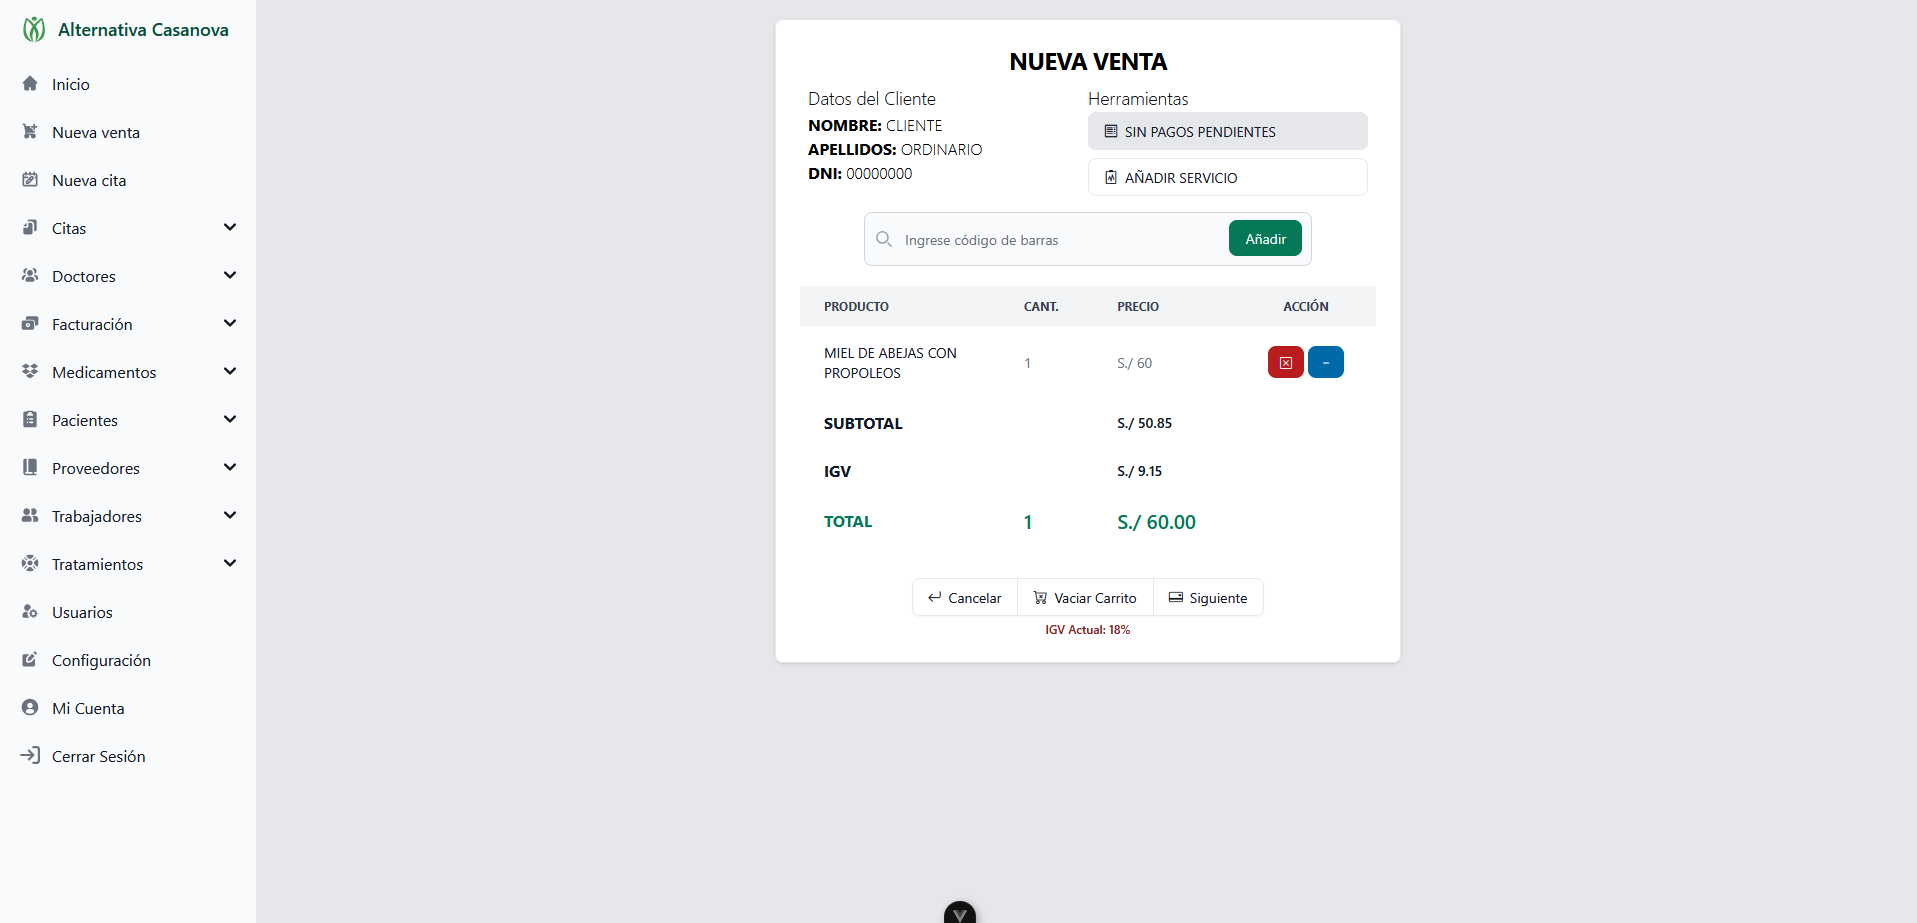 Alternativa Casanova
Inicio
Nueva venta
Nueva cita
Citas
Doctores
Facturación
Medicamentos
Pacientes
Proveedores
Trabajadores
Tratamientos
Usuarios
Configuración
Mi Cuenta
Cerrar Sesión
NUEVA VENTA
Datos del Cliente
NOMBRE: CLIENTE
APELLIDOS: ORDINARIO
DNI: 00000000
Herramientas
SIN PAGOS PENDIENTES
AÑADIR SERVICIO
Ingrese código de barras
Añadir
PRODUCTO CANT. PRECIO ACCIÓN
MIEL DE ABEJAS CON
PROPOLEOS
1 S./ 60 -
SUBTOTAL S./ 50.85
IGV S./ 9.15
TOTAL 1 S./ 60.00
Cancelar Vaciar Carrito Siguiente
IGV Actual: 18%